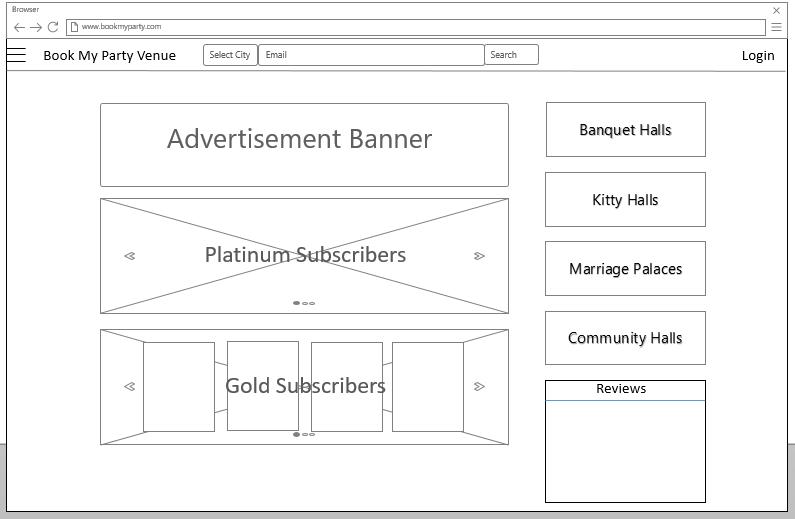 Browser
www.bookmyparty.com
Book My Party Venue
Select City
Email
Search
Login
Advertisement Banner
Platinum Subscribers
Gold Subscribers
Banquet Halls
Kitty Halls
Marriage Palaces
Community Halls
Reviews